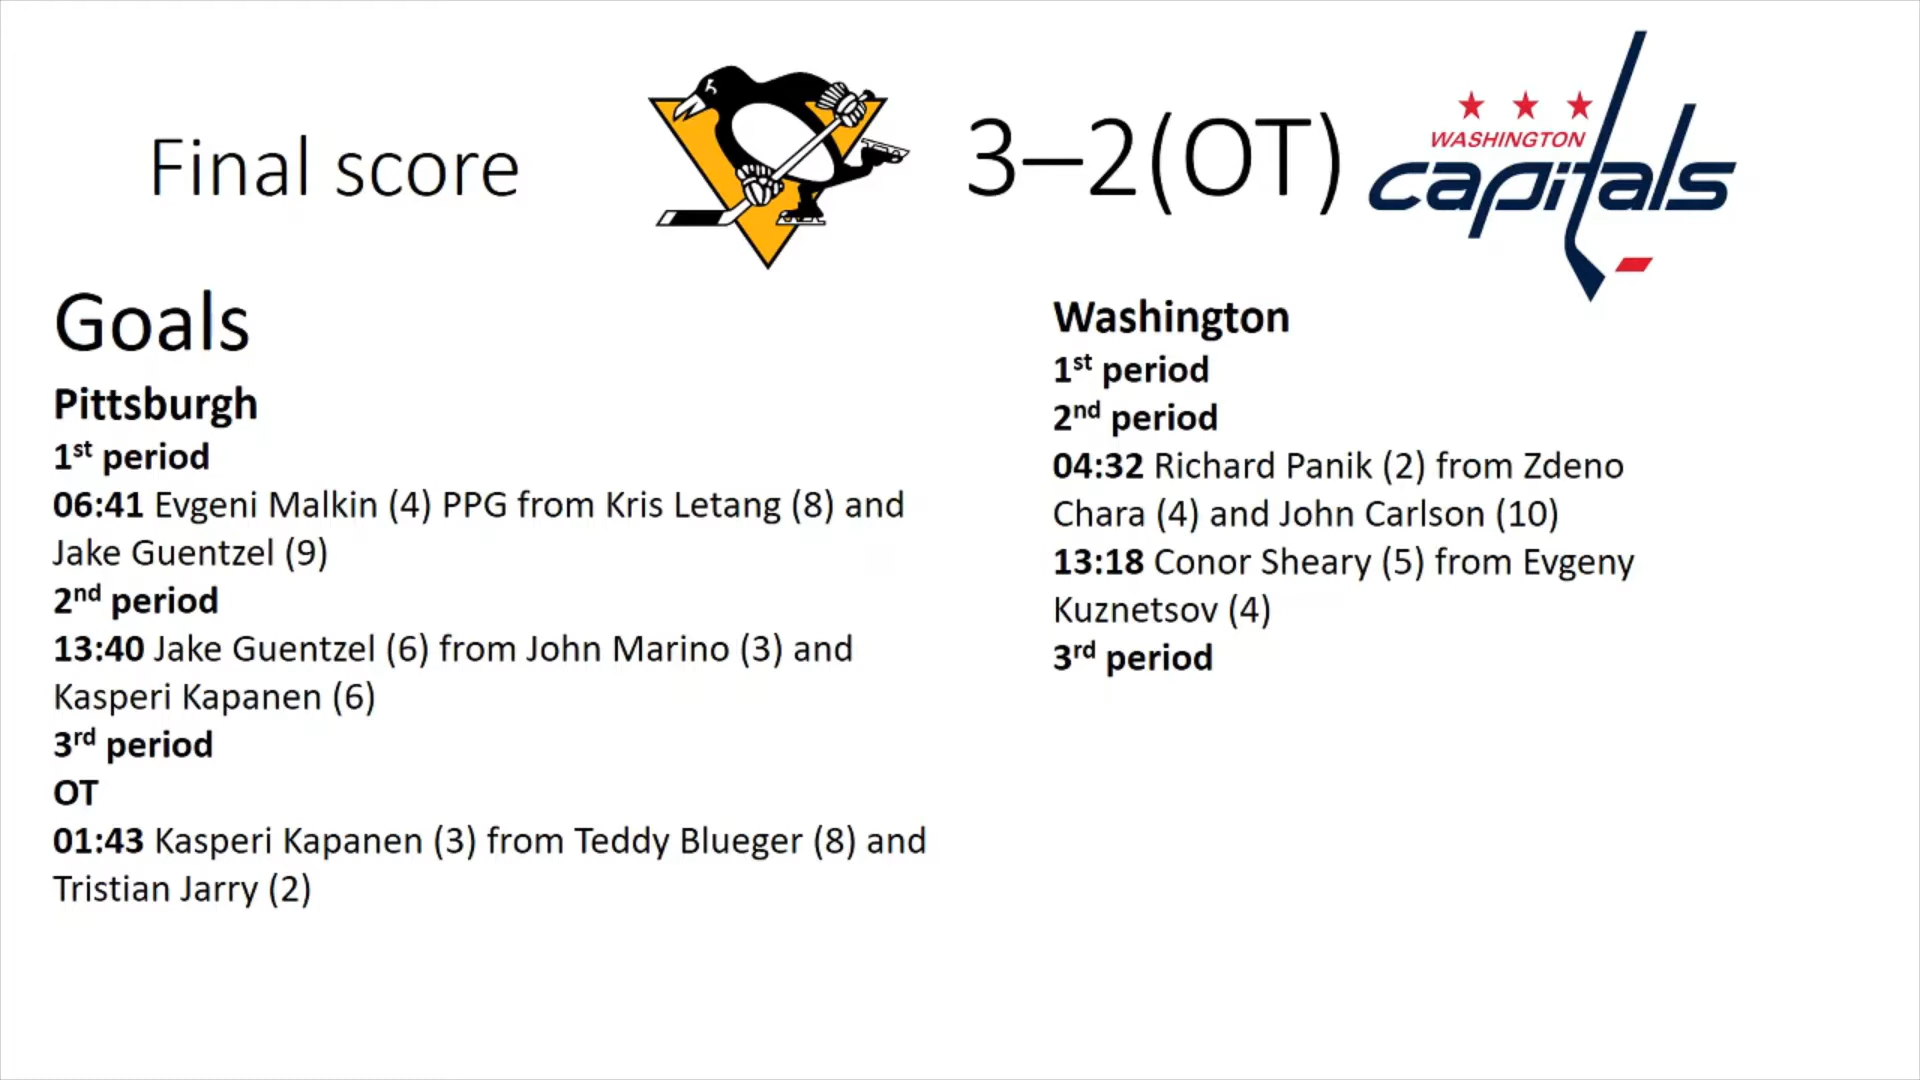 Final score
3–2(OT)
WASHINGTON
capitals
Goals
Pittsburgh
1st period
06:41 Evgeni Malkin (4) PPG from Kris Letang (8) and
Jake Guentzel (9)
2nd period
13:40 Jake Guentzel (6) from John Marino (3) and
Kasperi Kapanen (6)
3rd period
OT
01:43 Kasperi Kapanen (3) from Teddy Blueger (8) and
Tristian Jarry (2)
Washington
1st period
2nd period
04:32 Richard Panik (2) from Zdeno
Chara (4) and John Carlson (10)
13:18 Conor Sheary (5) from Evgeny
Kuznetsov (4)
3rd period